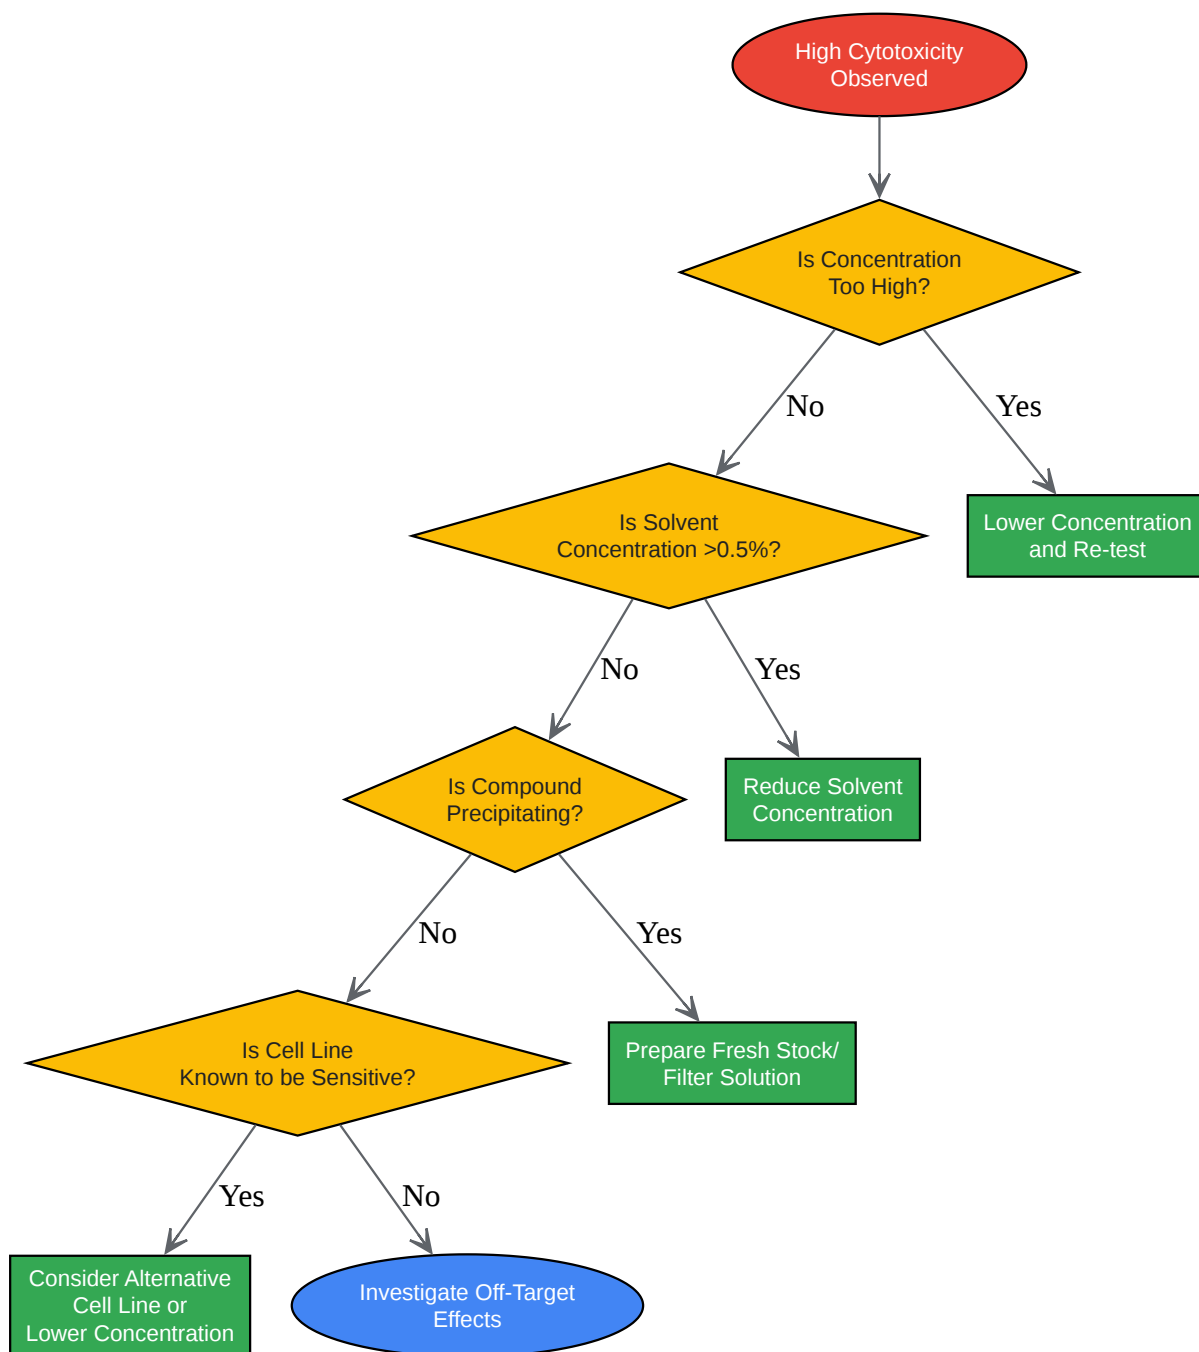 High Cytotoxicity
Observed
Is Concentration
Too High?
No
Yes
Is Solvent
Concentration >0.5%?
Lower Concentration
and Re-test
No
Yes
Is Compound
Precipitating?
Reduce Solvent
Concentration
No
Yes
Is Cell Line
Known to be Sensitive?
Prepare Fresh Stock/
Filter Solution
Yes
No
Consider Alternative
Cell Line or
Lower Concentration
Investigate Off-Target
Effects